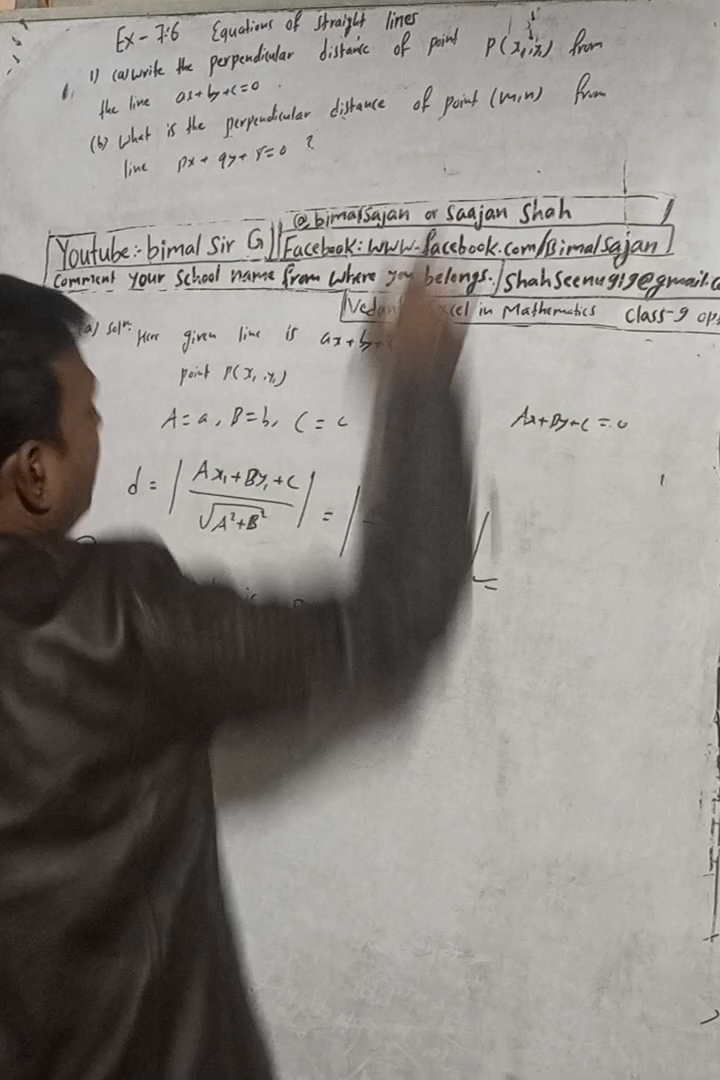 Ex - 7.6 Equations of straight lines
1) (a) write the perpendicular distance of point P(x₁,y₁) from
the line ax+by+c=0.
(b) What is the perpendicular distance of point (m,n) from
line px + qy + r=0 ?
@bimalsajan or Saajan Shah
Youtube:- bimal Sir G
Facebook: www.facebook.com/Bimalsajan
Comment your School name from where you belongs.
in Mathematics Class-9
(a) Solⁿ: Here given line is ax+by+c
point P(x₁,y₁)
A=a, B=b, C=c
Ax+By+C=0
d = | Ax₁+By₁+C / √A²+B² | = | | =